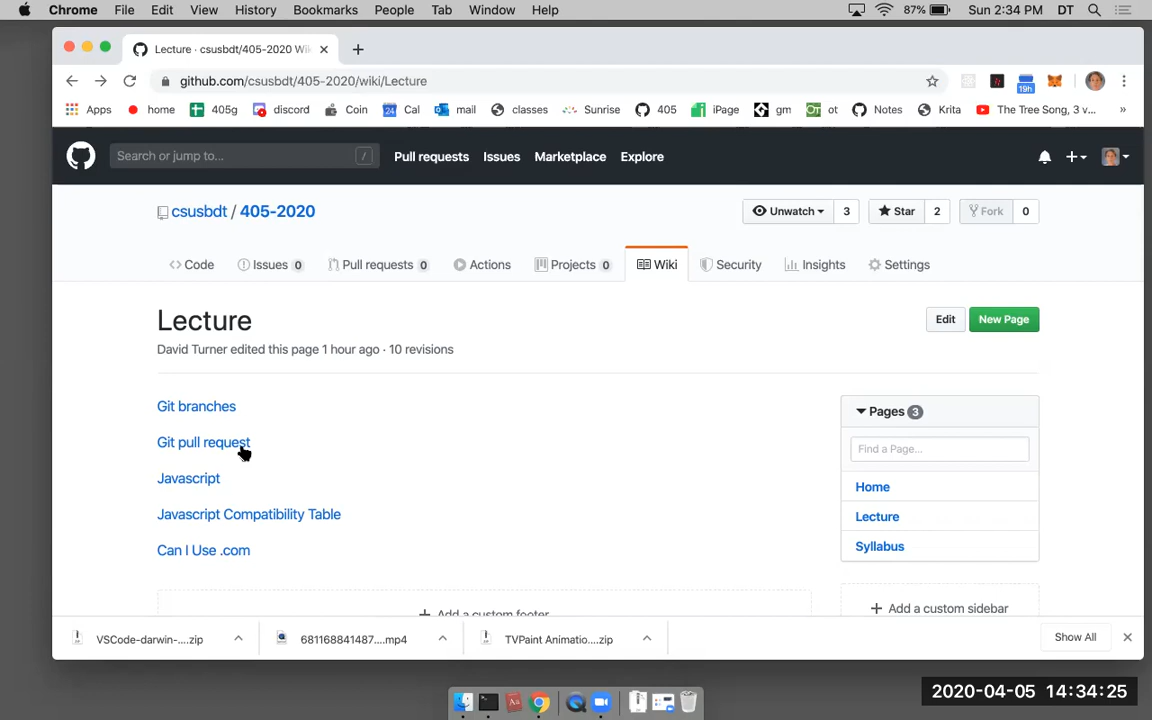 Chrome File Edit View History Bookmarks People Tab Window Help 87% Sun 2:34 PM DT
Lecture · csusbdt/405-2020 Wi
github.com/csusbdt/405-2020/wiki/Lecture
Apps home 405g discord Coin 24 Cal mail classes Sunrise 405 iPage gm ot Notes Krita The Tree Song, 3 v... »
19h
Search or jump to... / Pull requests Issues Marketplace Explore
csusbdt / 405-2020 Unwatch 3 Star 2 Fork 0
Code Issues 0 Pull requests 0 Actions Projects 0 Wiki Security Insights Settings
Lecture Edit New Page
David Turner edited this page 1 hour ago · 10 revisions
Git branches
Git pull request
Javascript
Javascript Compatibility Table
Can I Use .com
Pages 3
Find a Page...
Home
Lecture
Syllabus
Add a custom footer
Add a custom sidebar
VSCode-darwin-....zip 681168841487....mp4 TVPaint Animatio....zip Show All
2020-04-05 14:34:25